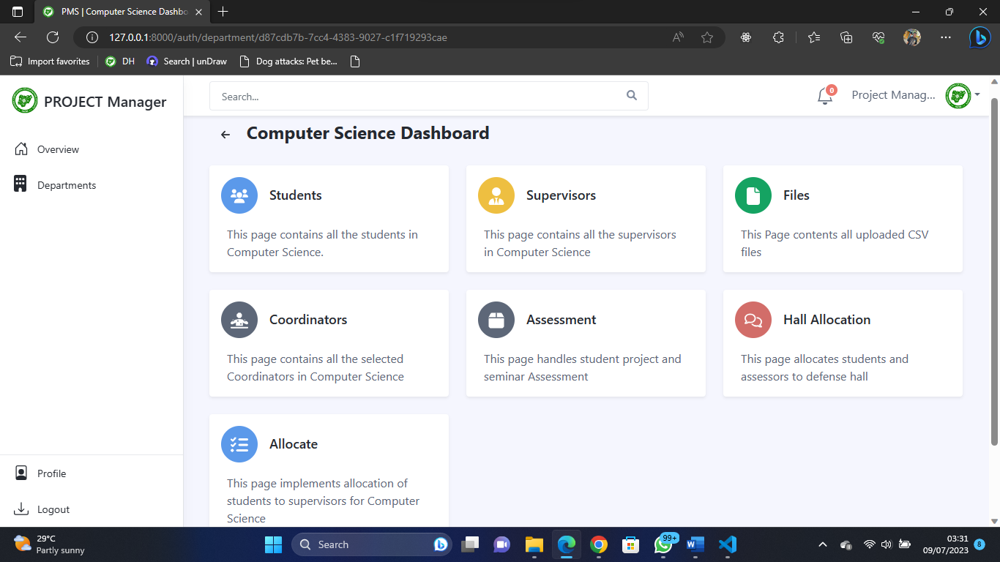 PMS | Computer Science Dashbo
127.0.0.1:8000/auth/department/d87cdb7b-7cc4-4383-9027-c1f719293cae
Import favorites
DH
Search | unDraw
Dog attacks: Pet be...
PROJECT Manager
Search...
0
Project Manag...
Overview
Departments
Computer Science Dashboard
Students
This page contains all the students in
Computer Science.
Supervisors
This page contains all the supervisors
in Computer Science
Files
This Page contents all uploaded CSV
files
Coordinators
This page contains all the selected
Coordinators in Computer Science
Assessment
This page handles student project and
seminar Assessment
Hall Allocation
This page allocates students and
assessors to defense hall
Allocate
This page implements allocation of
students to supervisors for Computer
Science
Profile
Logout
29°C
Partly sunny
Search
99+
03:31
09/07/2023
8